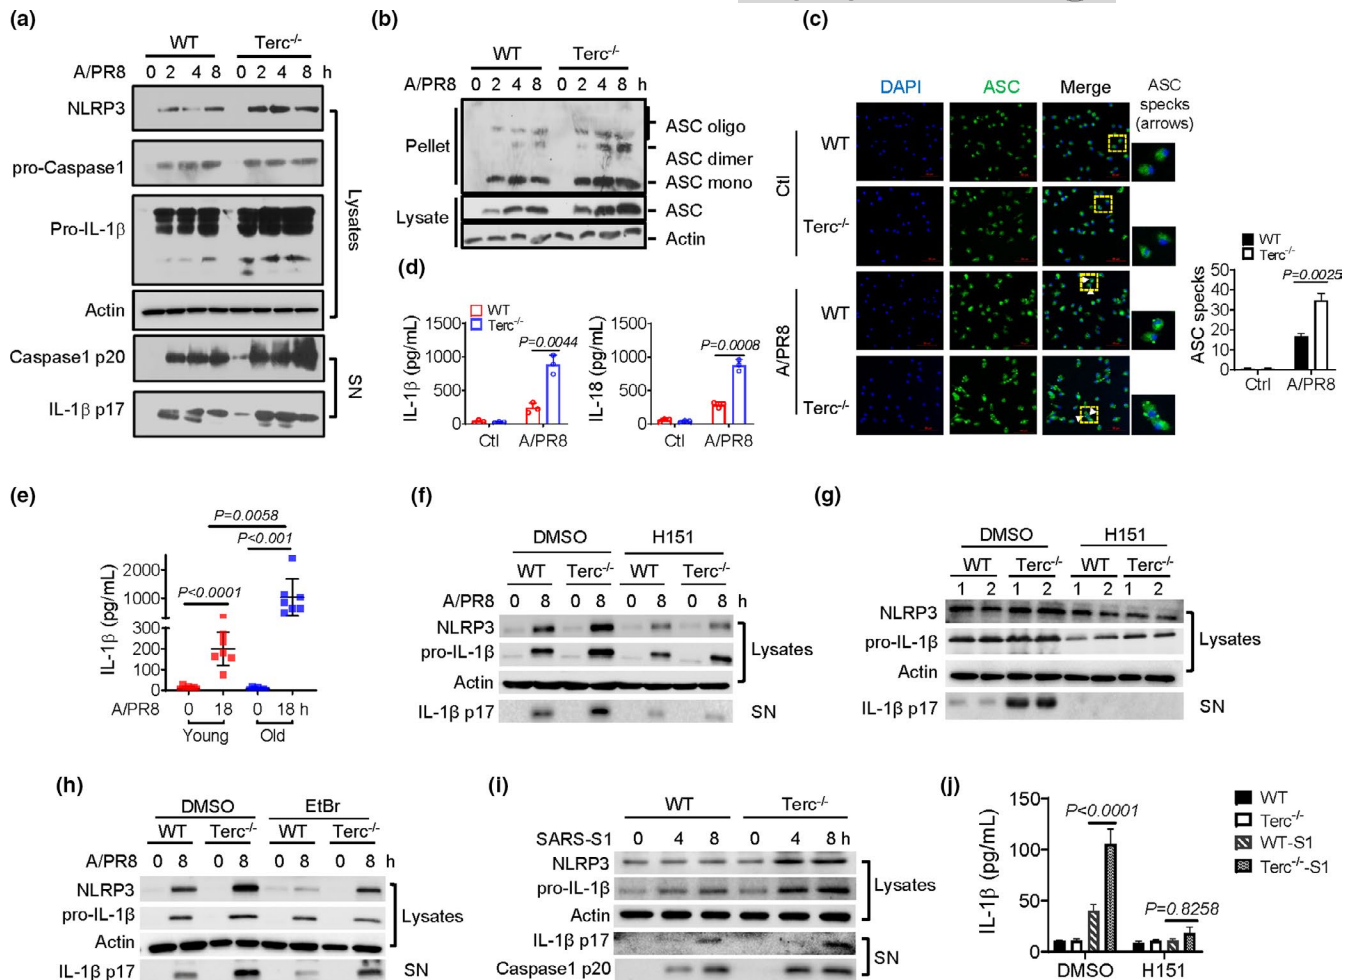 (a)
WT Terc-/-
A/PR8 0 2 4 8 0 2 4 8 h
NLRP3
pro-Caspase1
Pro-IL-1β
Actin
Lysates
Caspase1 p20
IL-1β p17
SN
(b)
WT Terc-/-
A/PR8 0 2 4 8 0 2 4 8 h
Pellet
ASC oligo
ASC dimer
ASC mono
Lysate
ASC
Actin
(c)
DAPI ASC Merge ASC
specks
(arrows)
Ctl
WT
Terc-/-
A/PR8
WT
Terc-/-
WT
Terc-/-
P=0.0025
ASC specks
50
40
30
20
10
0
Ctrl A/PR8
(d)
WT
Terc-/-
IL-1β (pg/mL)
1500
1000
500
0
P=0.0044
Ctl A/PR8
IL-18 (pg/mL)
1500
1000
500
0
P=0.0008
Ctl A/PR8
(e)
P=0.0058
P<0.001
P<0.0001
IL-1β (pg/mL)
2000
1000
300
200
100
0
A/PR8 0 18 0 18 h
Young Old
(f)
DMSO H151
WT Terc-/- WT Terc-/-
A/PR8 0 8 0 8 0 8 0 8 h
NLRP3
pro-IL-1β
Actin
Lysates
IL-1β p17 SN
(g)
DMSO H151
WT Terc-/- WT Terc-/-
1 2 1 2 1 2 1 2
NLRP3
pro-IL-1β
Actin
Lysates
IL-1β p17 SN
(h)
DMSO EtBr
WT Terc-/- WT Terc-/-
A/PR8 0 8 0 8 0 8 0 8 h
NLRP3
pro-IL-1β
Actin
Lysates
IL-1β p17 SN
(i)
WT Terc-/-
SARS-S1 0 4 8 0 4 8 h
NLRP3
pro-IL-1β
Actin
Lysates
IL-1β p17
Caspase1 p20
SN
(j)
IL-1β (pg/mL)
150
100
50
0
P<0.0001
P=0.8258
DMSO H151
WT
Terc-/-
WT-S1
Terc-/--S1